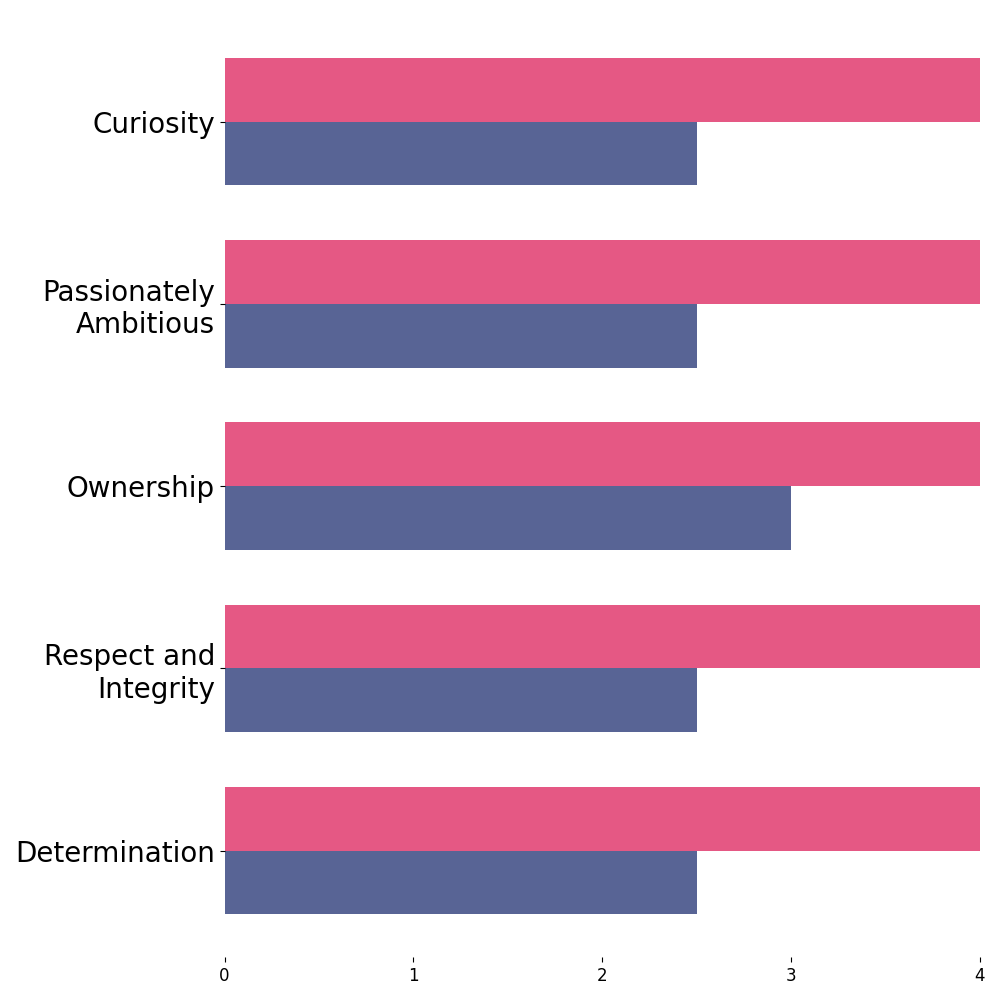 Curiosity
Passionately
Ambitious
Ownership
Respect and
Integrity
Determination
0 1 2 3 4